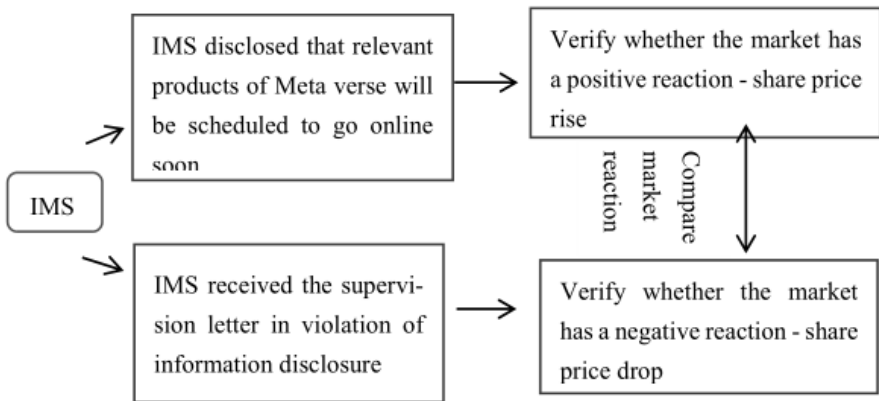 IMS disclosed that relevant
products of Meta verse will
be scheduled to go online
soon
Verify whether the market has
a positive reaction - share price
rise
Compare
market
reaction
IMS
IMS received the supervi-
sion letter in violation of
information disclosure
Verify whether the market
has a negative reaction - share
price drop